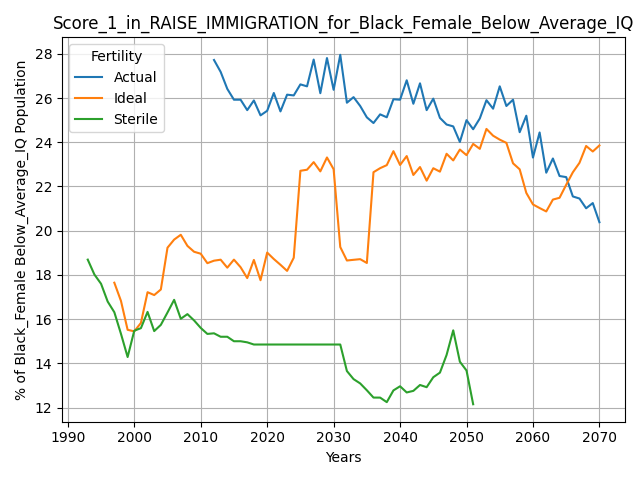 Score_1_in_RAISE_IMMIGRATION_for_Black_Female_Below_Average_IQ
% of Black_Female Below_Average_IQ Population
28
26
24
22
20
18
16
14
12
Fertility
Actual
Ideal
Sterile
1990 2000 2010 2020 2030 2040 2050 2060 2070
Years